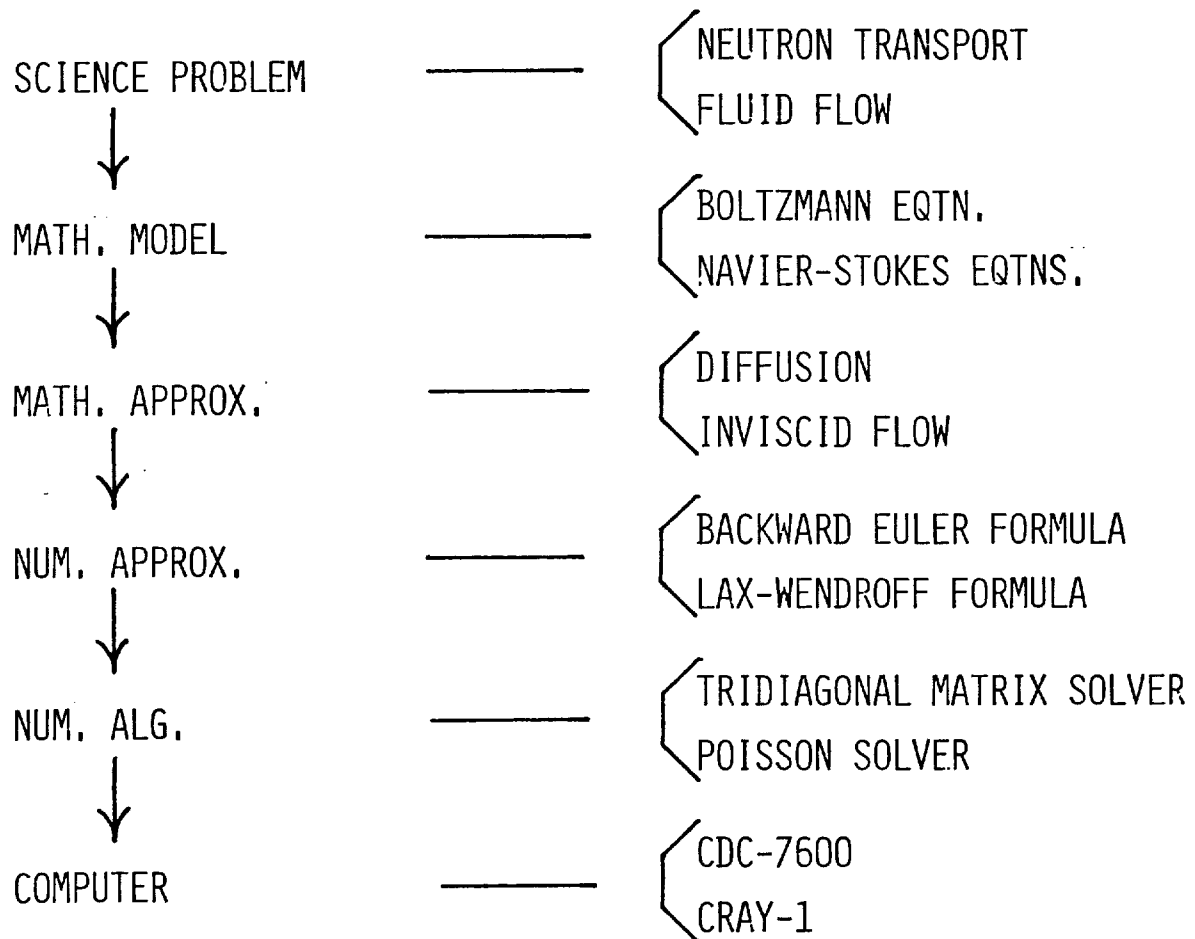 SCIENCE PROBLEM
NEUTRON TRANSPORT
FLUID FLOW
MATH. MODEL
BOLTZMANN EQTN.
NAVIER-STOKES EQTNS.
MATH. APPROX.
DIFFUSION
INVISCID FLOW
NUM. APPROX.
BACKWARD EULER FORMULA
LAX-WENDROFF FORMULA
NUM. ALG.
TRIDIAGONAL MATRIX SOLVER
POISSON SOLVER
COMPUTER
CDC-7600
CRAY-1